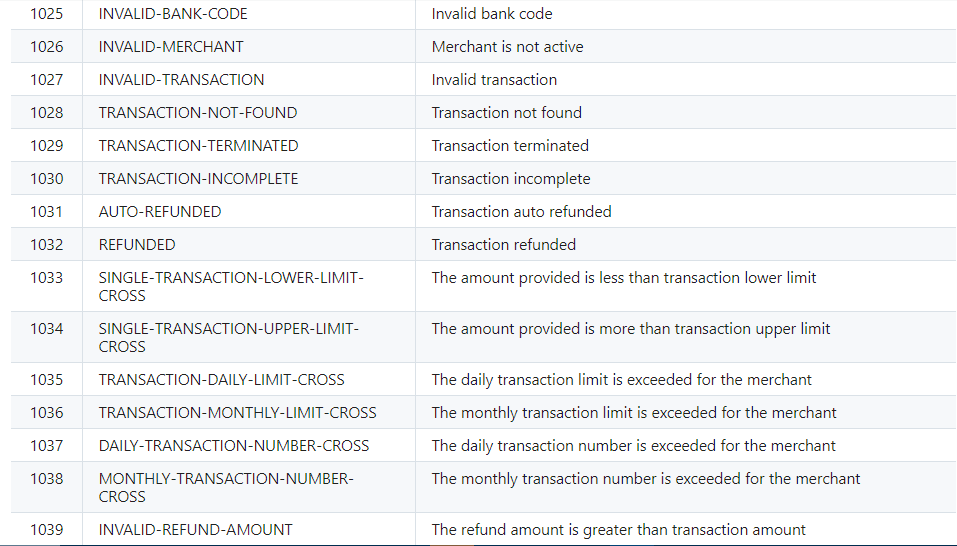 1025 INVALID-BANK-CODE Invalid bank code
1026 INVALID-MERCHANT Merchant is not active
1027 INVALID-TRANSACTION Invalid transaction
1028 TRANSACTION-NOT-FOUND Transaction not found
1029 TRANSACTION-TERMINATED Transaction terminated
1030 TRANSACTION-INCOMPLETE Transaction incomplete
1031 AUTO-REFUNDED Transaction auto refunded
1032 REFUNDED Transaction refunded
1033 SINGLE-TRANSACTION-LOWER-LIMIT- The amount provided is less than transaction lower limit
CROSS
1034 SINGLE-TRANSACTION-UPPER-LIMIT- The amount provided is more than transaction upper limit
CROSS
1035 TRANSACTION-DAILY-LIMIT-CROSS The daily transaction limit is exceeded for the merchant
1036 TRANSACTION-MONTHLY-LIMIT-CROSS The monthly transaction limit is exceeded for the merchant
1037 DAILY-TRANSACTION-NUMBER-CROSS The daily transaction number is exceeded for the merchant
1038 MONTHLY-TRANSACTION-NUMBER- The monthly transaction number is exceeded for the merchant
CROSS
1039 INVALID-REFUND-AMOUNT The refund amount is greater than transaction amount